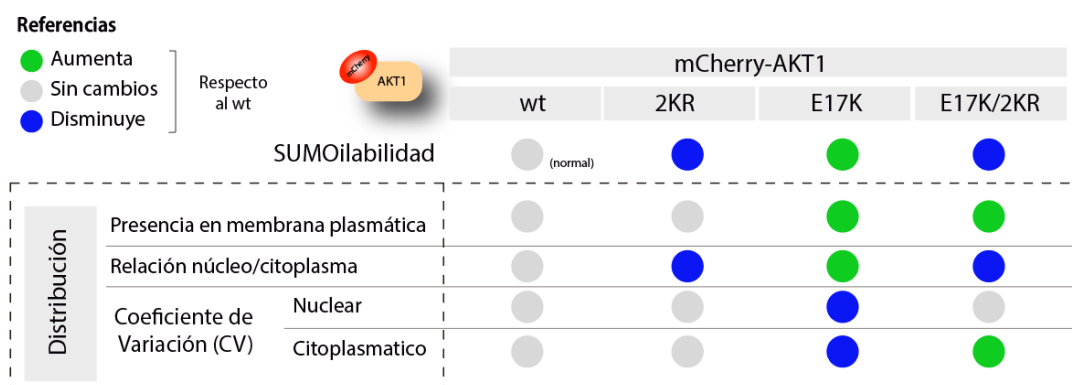 Referencias
Aumenta
Sin cambios
Disminuye
Respecto
al wt
mCherry
AKT1
mCherry-AKT1
wt 2KR E17K E17K/2KR
SUMOilabilidad
(normal)
Distribución
Presencia en membrana plasmática
Relación núcleo/citoplasma
Coeficiente de
Variación (CV)
Nuclear
Citoplasmatico